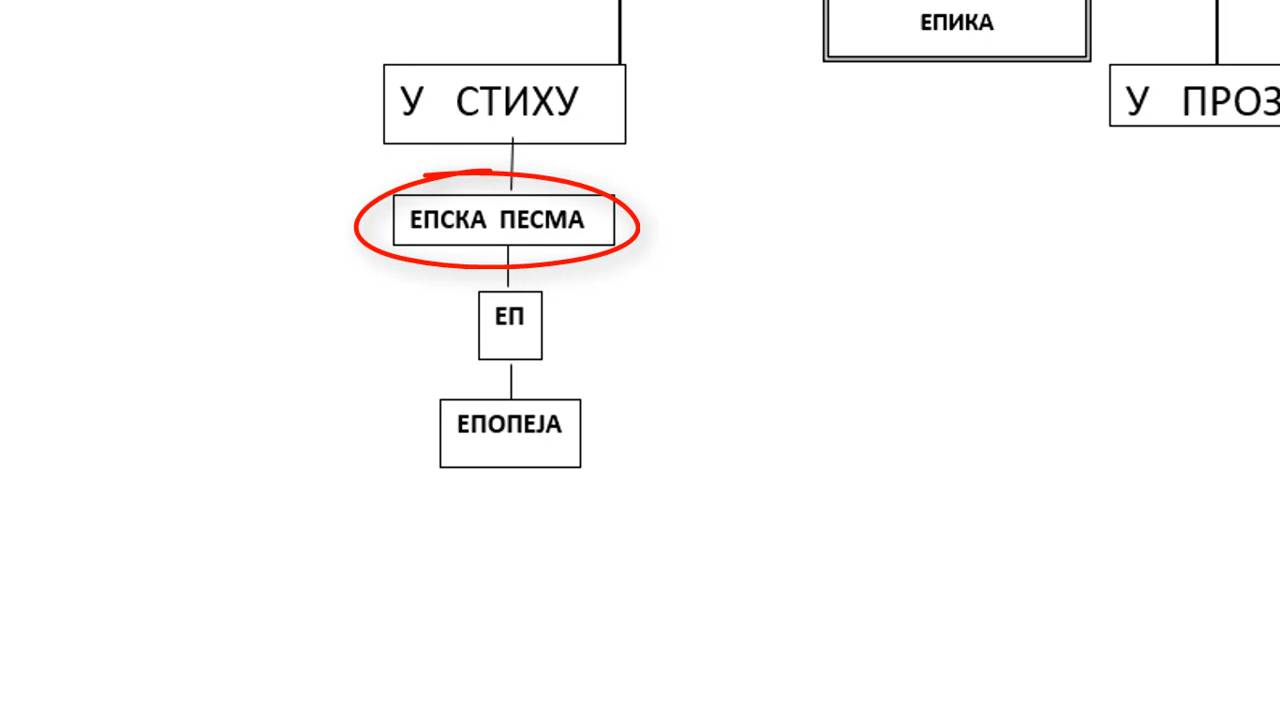 ЕПИКА
У СТИХУ
У ПРОЗ
ЕПСКА ПЕСМА
ЕП
ЕПОПЕЈА